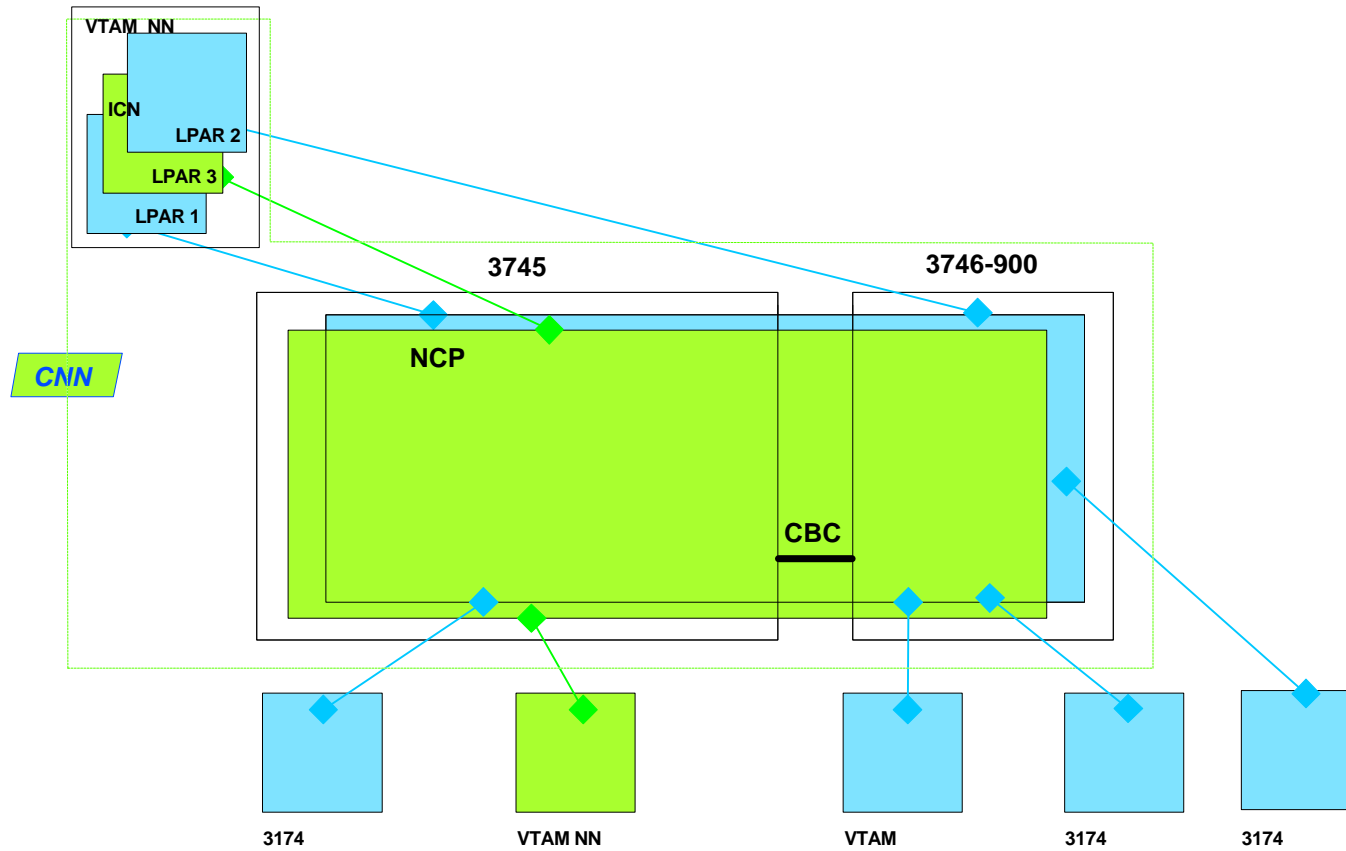 VTAM NN
ICN
LPAR 2
LPAR 3
LPAR 1
3745
3746-900
NCP
CNN
CBC
3174
VTAM NN
VTAM
3174
3174